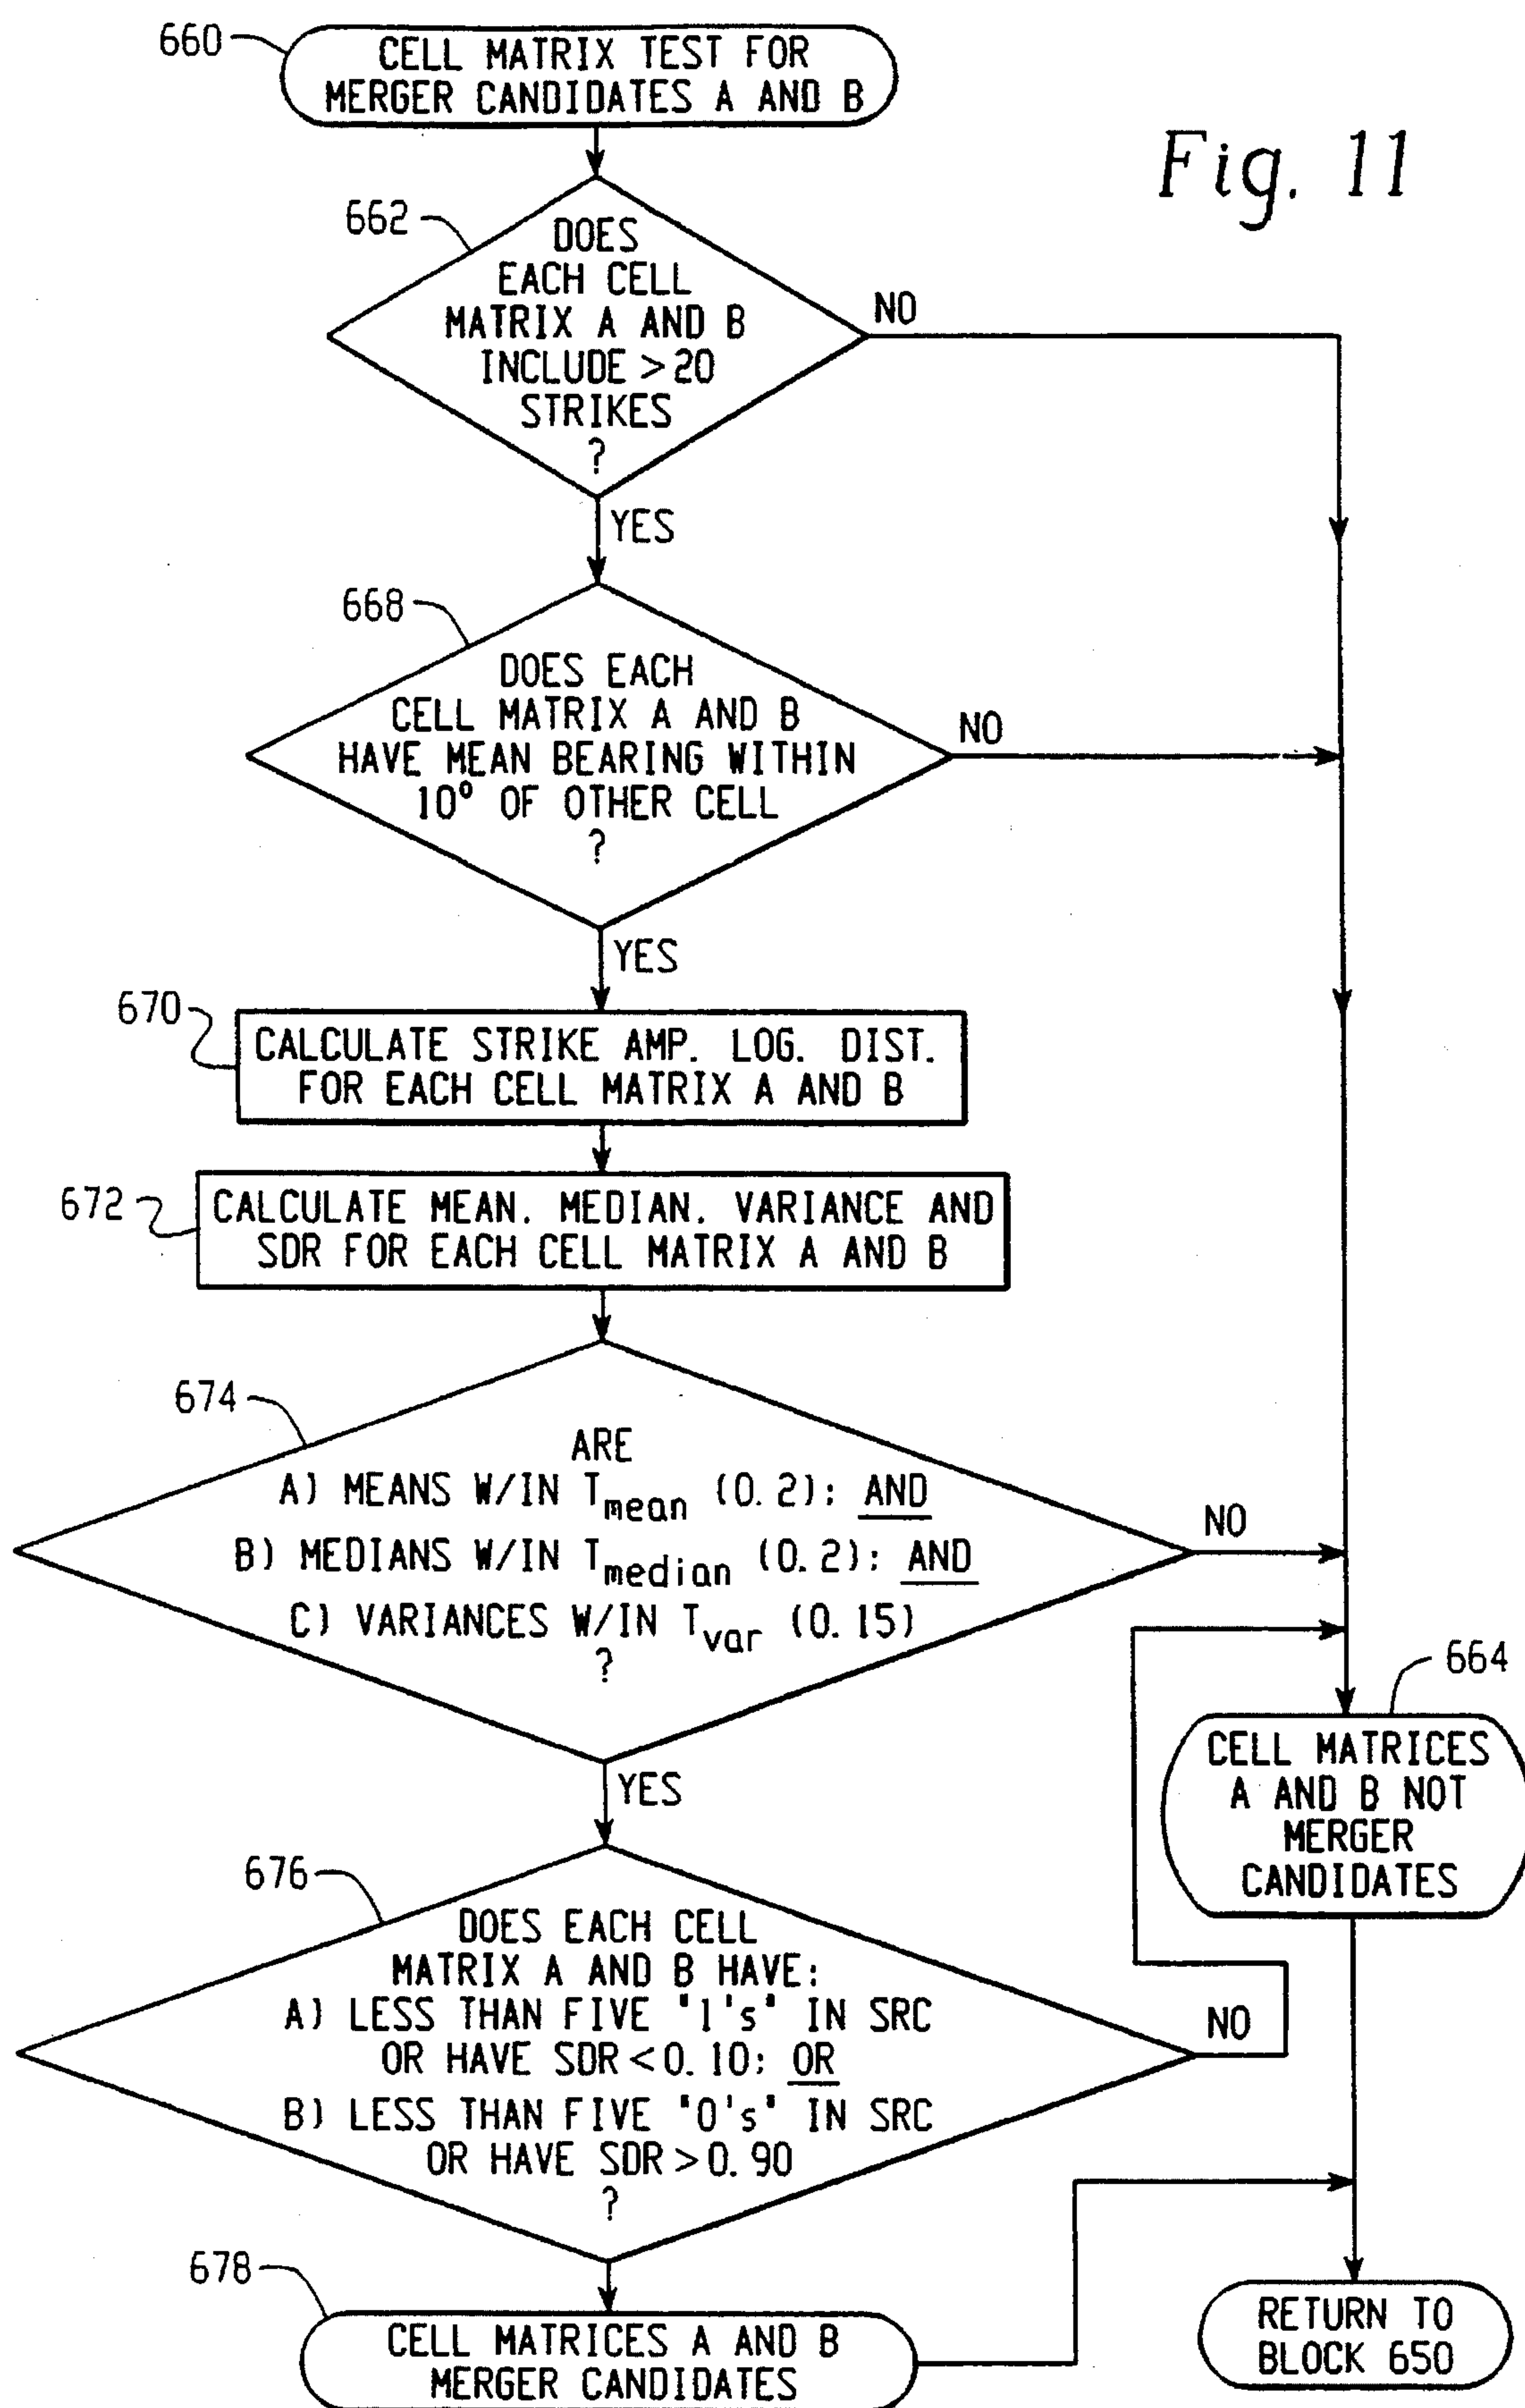 660
CELL MATRIX TEST FOR
MERGER CANDIDATES A AND B
Fig. 11
662
DOES
EACH CELL
MATRIX A AND B
INCLUDE >20
STRIKES
?
NO
YES
668
DOES EACH
CELL MATRIX A AND B
HAVE MEAN BEARING WITHIN
10° OF OTHER CELL
?
NO
YES
670
CALCULATE STRIKE AMP. LOG. DIST.
FOR EACH CELL MATRIX A AND B
672
CALCULATE MEAN. MEDIAN. VARIANCE AND
SDR FOR EACH CELL MATRIX A AND B
674
ARE
A) MEANS W/IN Tmean (0.2); AND
B) MEDIANS W/IN Tmedian (0.2); AND
C) VARIANCES W/IN Tvar (0.15)
?
NO
YES
664
CELL MATRICES
A AND B NOT
MERGER
CANDIDATES
676
DOES EACH CELL
MATRIX A AND B HAVE:
A) LESS THAN FIVE "1's" IN SRC
OR HAVE SDR<0.10; OR
B) LESS THAN FIVE "0's" IN SRC
OR HAVE SDR>0.90
?
NO
678
CELL MATRICES A AND B
MERGER CANDIDATES
RETURN TO
BLOCK 650